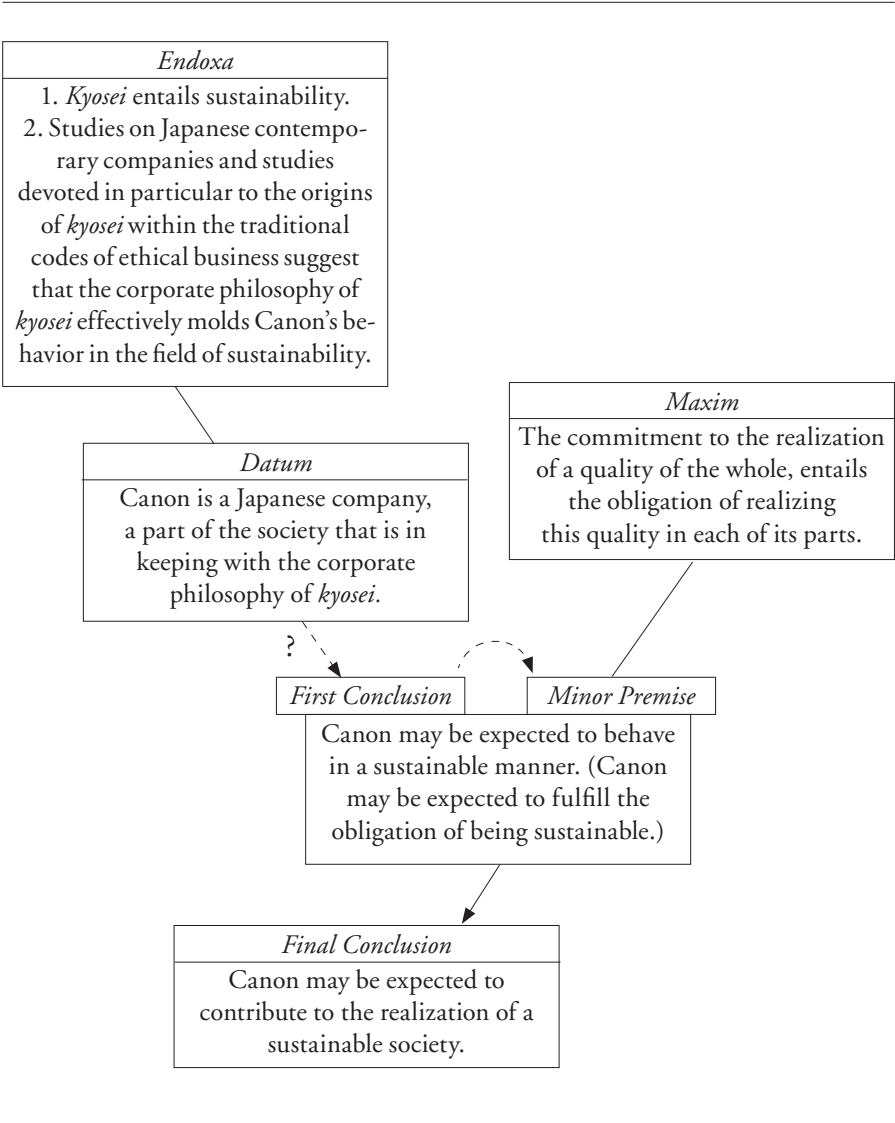 Endoxa
1. Kyosei entails sustainability.
2. Studies on Japanese contempo-
rary companies and studies
devoted in particular to the origins
of kyosei within the traditional
codes of ethical business suggest
that the corporate philosophy of
kyosei effectively molds Canon’s be-
havior in the field of sustainability.
Maxim
The commitment to the realization
of a quality of the whole, entails
the obligation of realizing
this quality in each of its parts.
Datum
Canon is a Japanese company,
a part of the society that is in
keeping with the corporate
philosophy of kyosei.
?
First Conclusion
Minor Premise
Canon may be expected to behave
in a sustainable manner. (Canon
may be expected to fulfill the
obligation of being sustainable.)
Final Conclusion
Canon may be expected to
contribute to the realization of a
sustainable society.